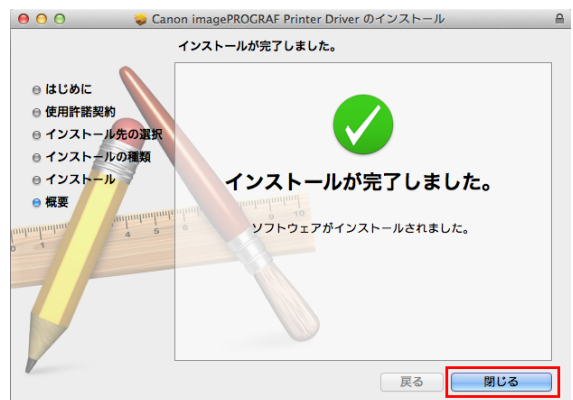 Canon imagePROGRAF Printer Driver のインストール
インストールが完了しました。
はじめに
使用許諾契約
インストール先の選択
インストールの種類
インストール
概要
インストールが完了しました。
ソフトウェアがインストールされました。
戻る
閉じる